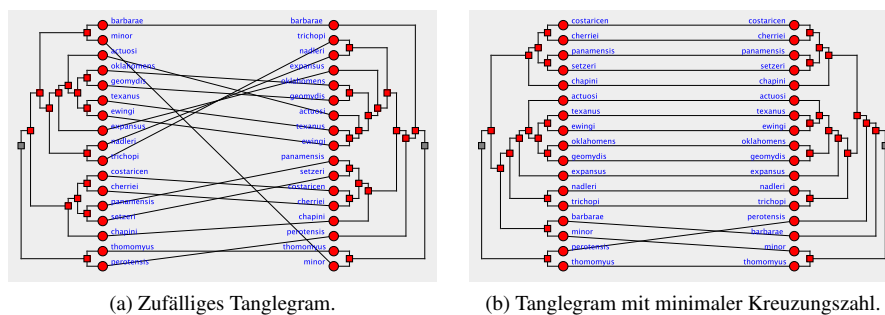 barbarae barbarae
minor trichopi
actuosi nadleri
oklahomens expansus
geomydis oklahomens
texanus geomydis
ewingi actuosi
expansus texanus
nadleri ewingi
trichopi panamensis
costaricen setzeri
cherriei costaricen
panamensis cherriei
setzeri chapini
chapini perotensis
thomomyus thomomyus
perotensis minor
(a) Zufälliges Tanglegram.
costaricen costaricen
cherriei cherriei
panamensis panamensis
setzeri setzeri
chapini chapini
actuosi actuosi
texanus texanus
ewingi ewingi
oklahomens oklahomens
geomydis geomydis
expansus expansus
nadleri nadleri
trichopi trichopi
barbarae perotensis
minor barbarae
perotensis minor
thomomyus thomomyus
(b) Tanglegram mit minimaler Kreuzungszahl.